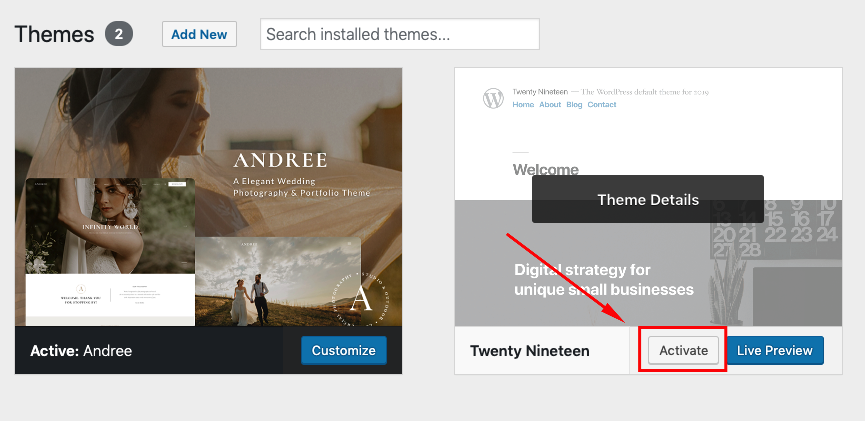 Themes 2 Add New Search installed themes...
ANDREE
A Elegant Wedding
Photography & Portfolio Theme
INFINITY WORLD
A
Active: Andree Customize
Twenty Nineteen — The WordPress default theme for 2019
Home About Blog Contact
Welcome
Theme Details
Digital strategy for
unique small businesses
Twenty Nineteen Activate Live Preview